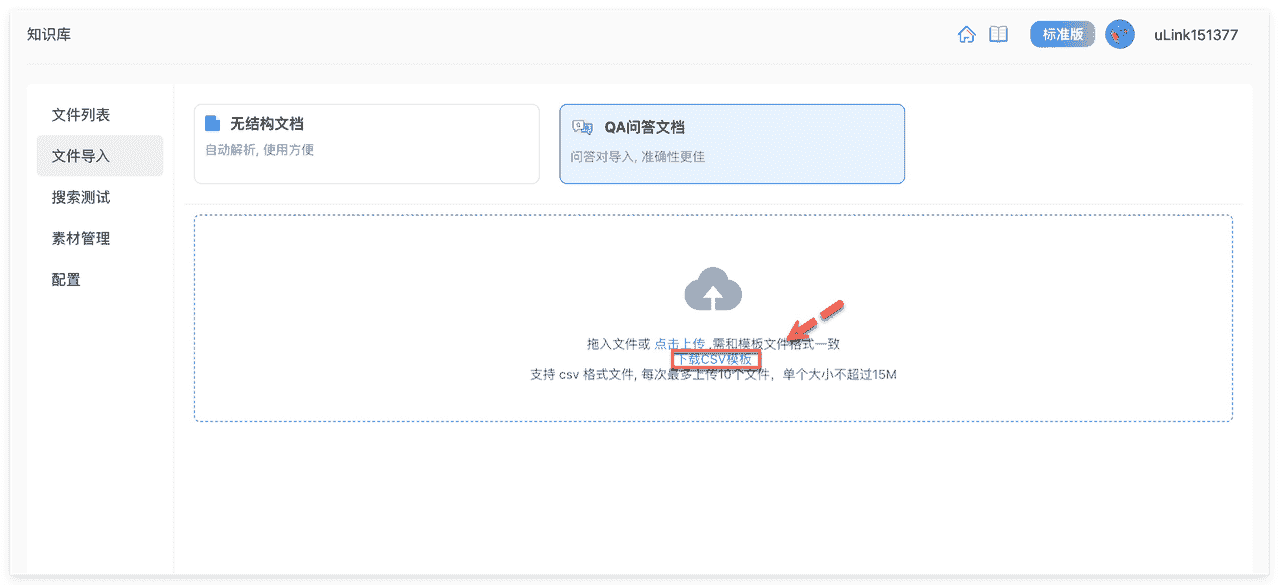 知识库
标准版
uLink151377
文件列表
文件导入
搜索测试
素材管理
配置
无结构文档
自动解析, 使用方便
QA问答文档
问答对导入, 准确性更佳
拖入文件或 点击上传 ,需和模板文件格式一致
下载CSV模板
支持 csv 格式文件, 每次最多上传10个文件, 单个大小不超过15M